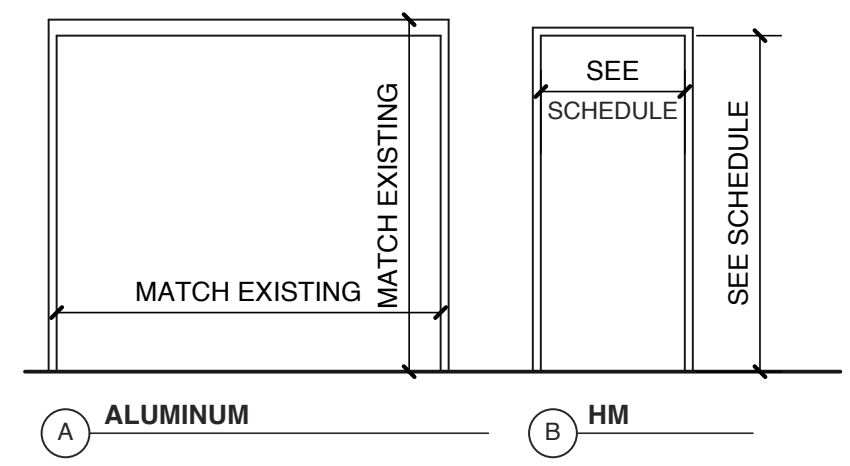 MATCH EXISTING
MATCH EXISTING
SEE
SCHEDULE
SEE SCHEDULE
A ALUMINUM
B HM